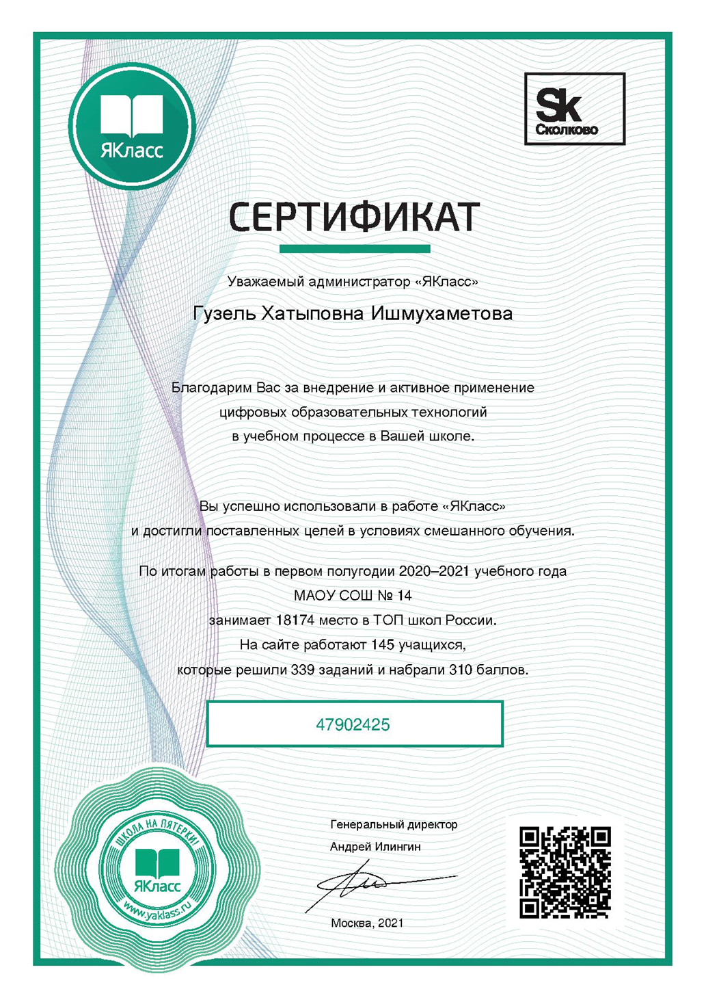 ЯКласс
Sk
Сколково
СЕРТИФИКАТ
Уважаемый администратор «ЯКласс»
Гузель Хатыповна Ишмухаметова
Благодарим Вас за внедрение и активное применение
цифровых образовательных технологий
в учебном процессе в Вашей школе.
Вы успешно использовали в работе «ЯКласс»
и достигли поставленных целей в условиях смешанного обучения.
По итогам работы в первом полугодии 2020–2021 учебного года
МАОУ СОШ № 14
занимает 18174 место в ТОП школ России.
На сайте работают 145 учащихся,
которые решили 339 заданий и набрали 310 баллов.
47902425
ШКОЛА НА ПЯТЕРКИ!
ЯКласс
www.yaklass.ru
Генеральный директор
Андрей Илингин
Москва, 2021